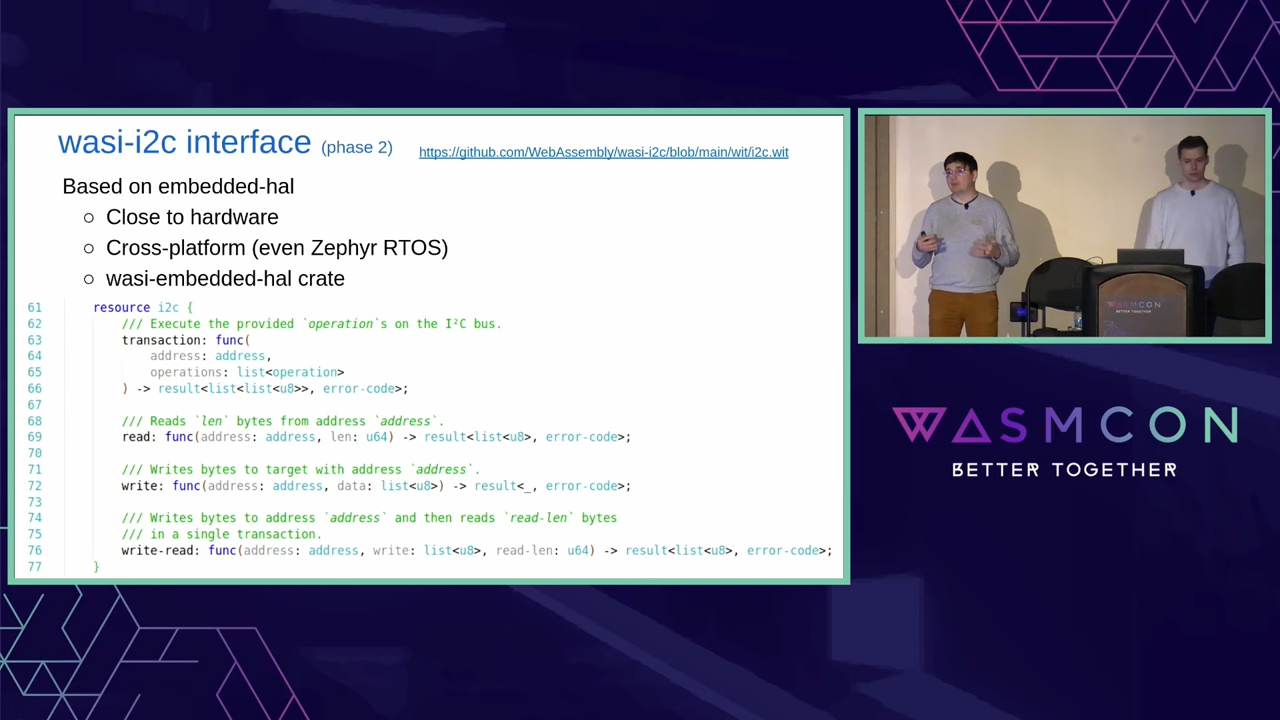 wasi-i2c interface (phase 2) https://github.com/WebAssembly/wasi-i2c/blob/main/wit/i2c.wit
Based on embedded-hal
○ Close to hardware
○ Cross-platform (even Zephyr RTOS)
○ wasi-embedded-hal crate
61 resource i2c {
62 /// Execute the provided `operation`s on the I²C bus.
63 transaction: func(
64 address: address,
65 operations: list<operation>
66 ) -> result<list<list<u8>>, error-code>;
67
68 /// Reads `len` bytes from address `address`.
69 read: func(address: address, len: u64) -> result<list<u8>, error-code>;
70
71 /// Writes bytes to target with address `address`.
72 write: func(address: address, data: list<u8>) -> result<_, error-code>;
73
74 /// Writes bytes to address `address` and then reads `read-len` bytes
75 /// in a single transaction.
76 write-read: func(address: address, write: list<u8>, read-len: u64) -> result<list<u8>, error-code>;
77 }
WASMCON
BETTER TOGETHER
WASMCON
BETTER TOGETHER